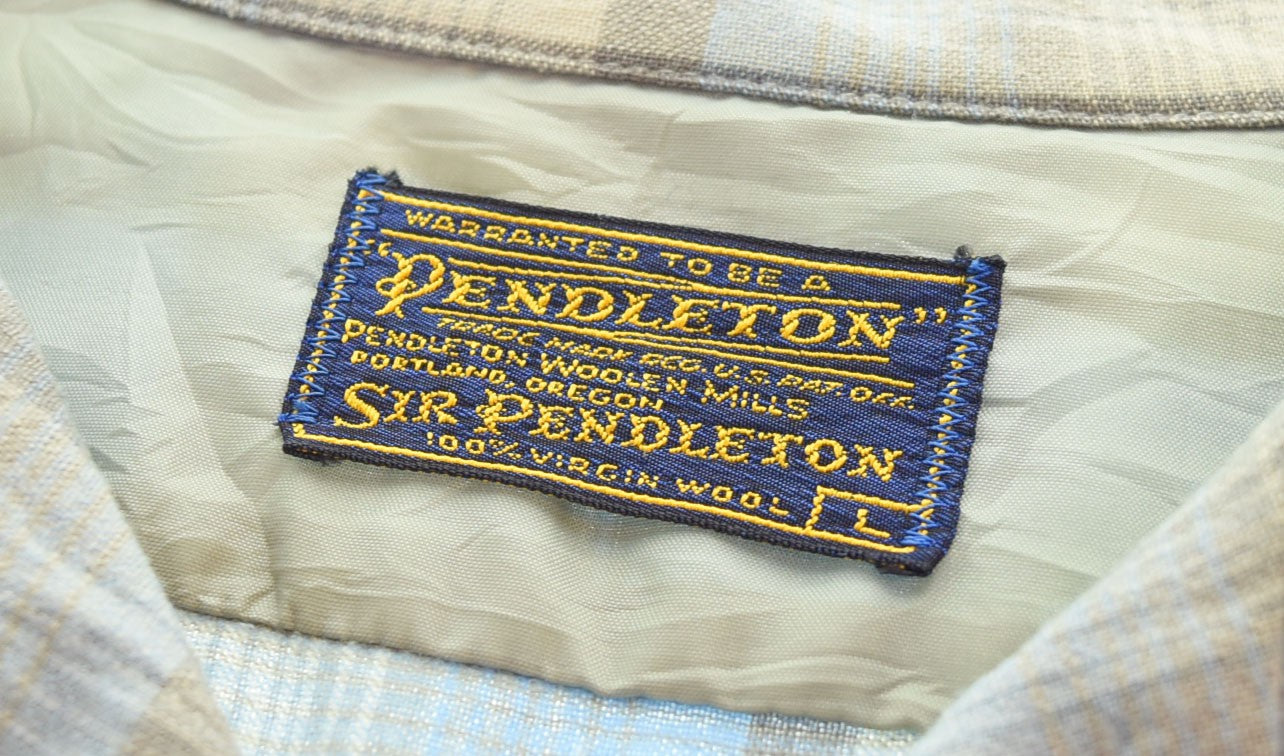 WARRANTED TO BE A
"PENDLETON"
TRADE MARK REG. U.S. PAT. OFF.
PENDLETON WOOLEN MILLS
PORTLAND, OREGON
SIR PENDLETON
100% VIRGIN WOOL
L